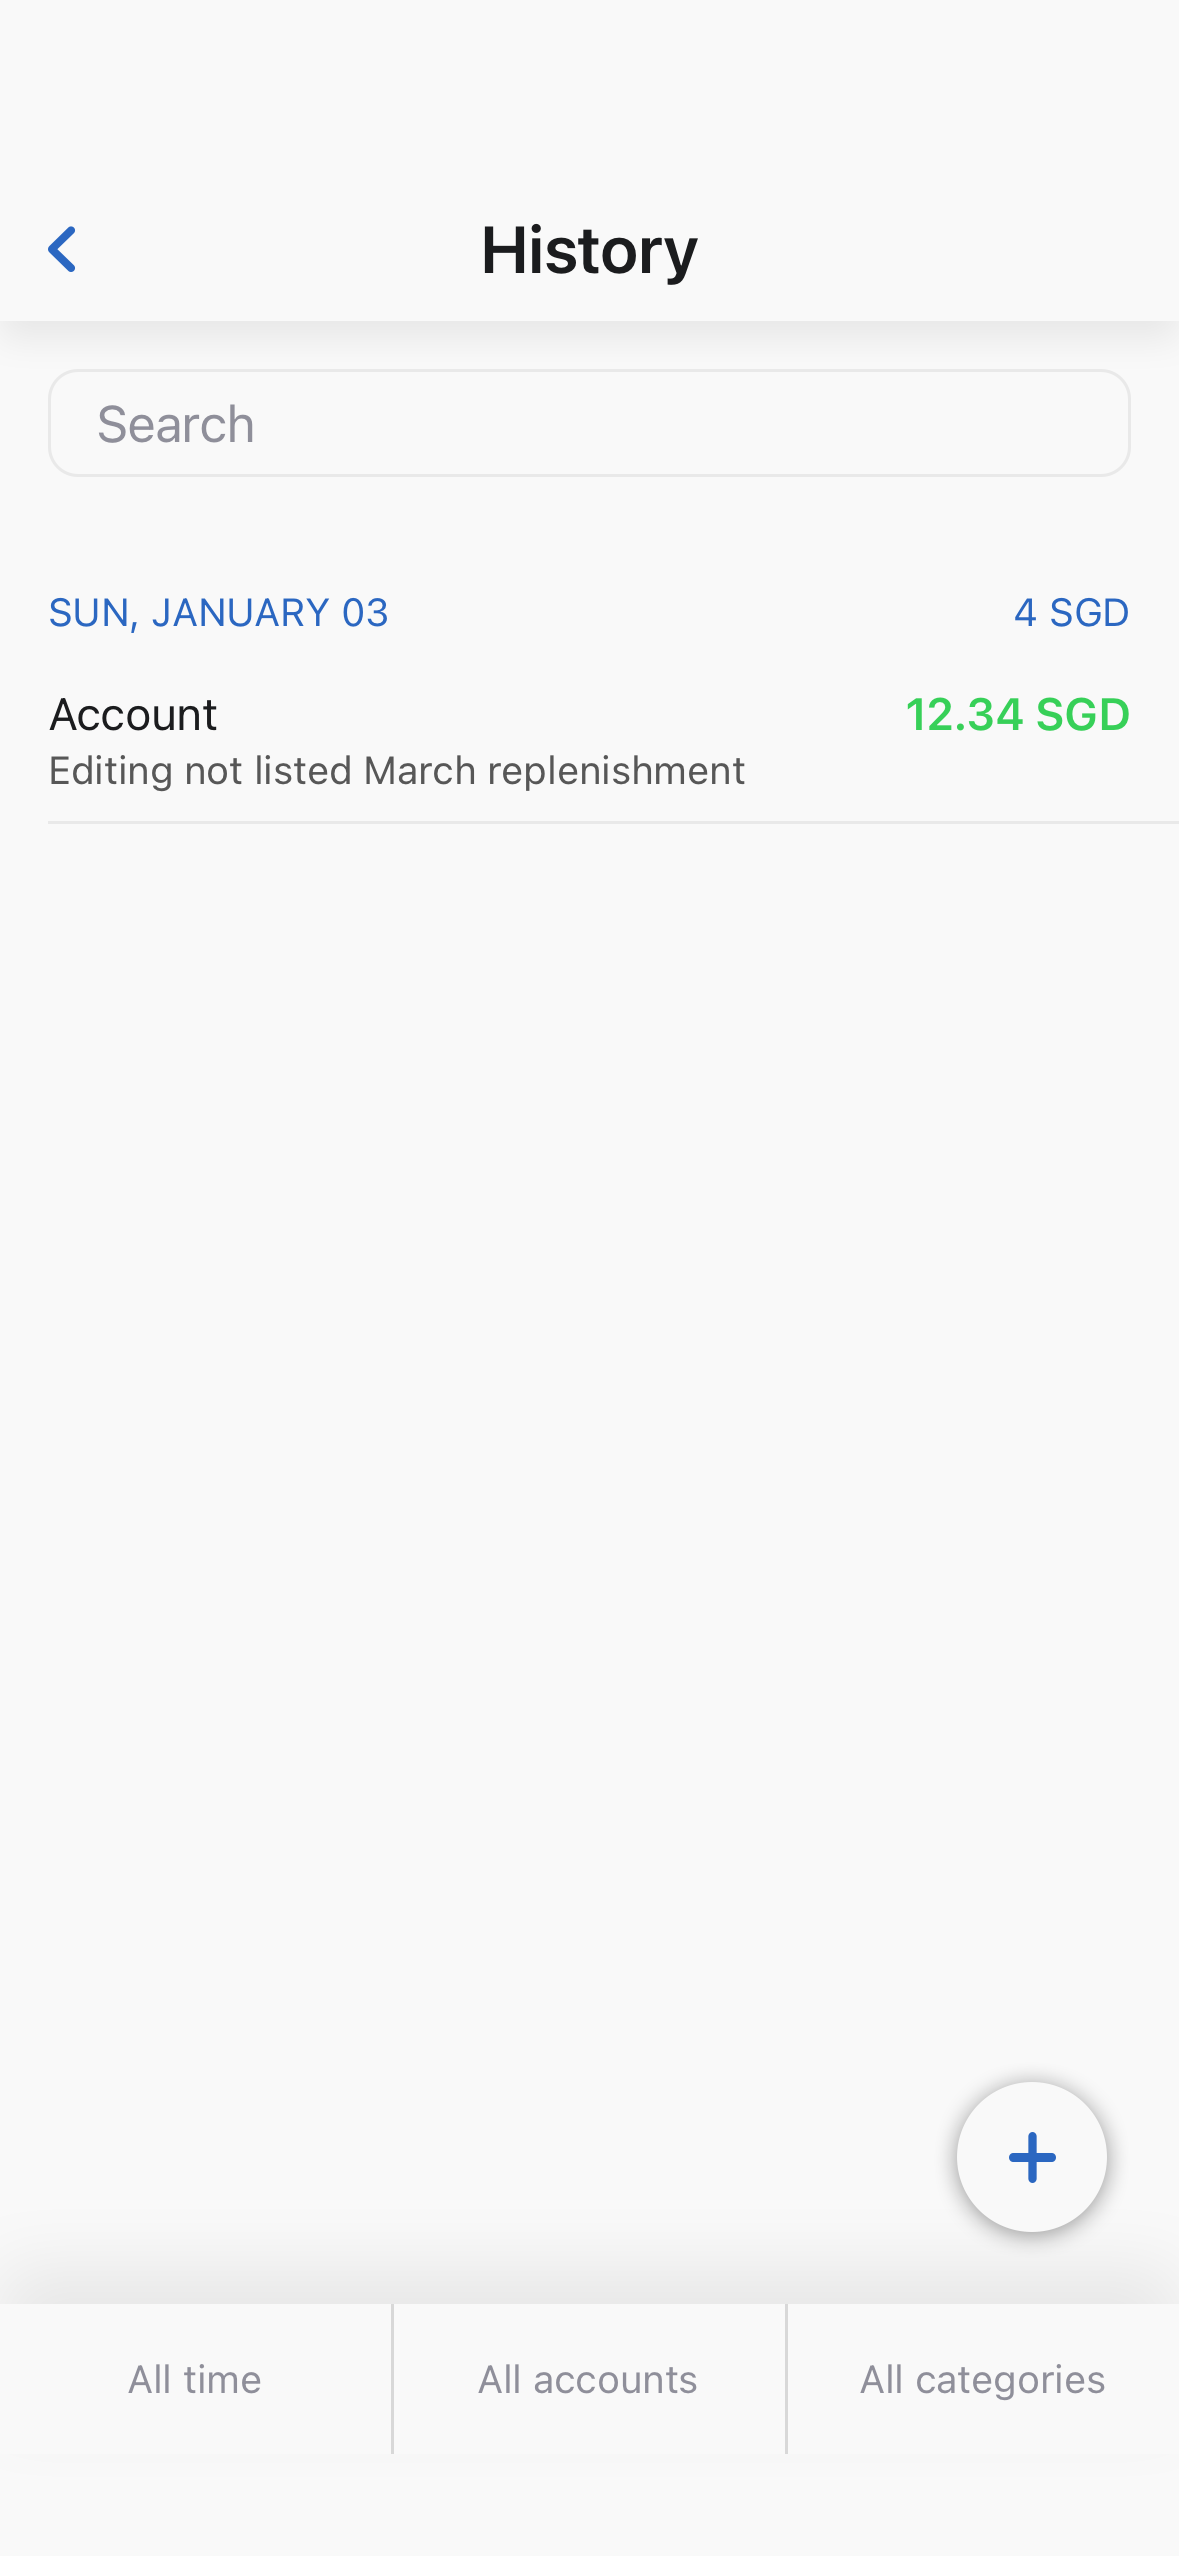 History
Search
SUN, JANUARY 03 4 SGD
Account 12.34 SGD
Editing not listed March replenishment
All time All accounts All categories